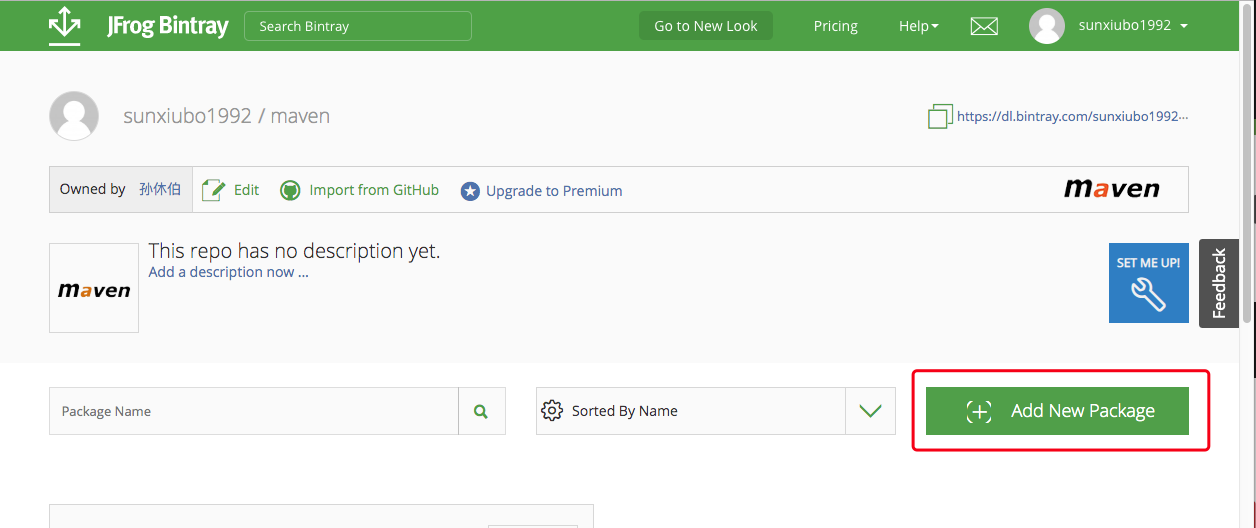 JFrog Bintray
Search Bintray
Go to New Look
Pricing
Help
sunxiubo1992
sunxiubo1992 / maven
https://dl.bintray.com/sunxiubo1992···
Owned by 孙休伯
Edit
Import from GitHub
Upgrade to Premium
maven
maven
This repo has no description yet.
Add a description now ...
SET ME UP!
Feedback
Package Name
Sorted By Name
Add New Package